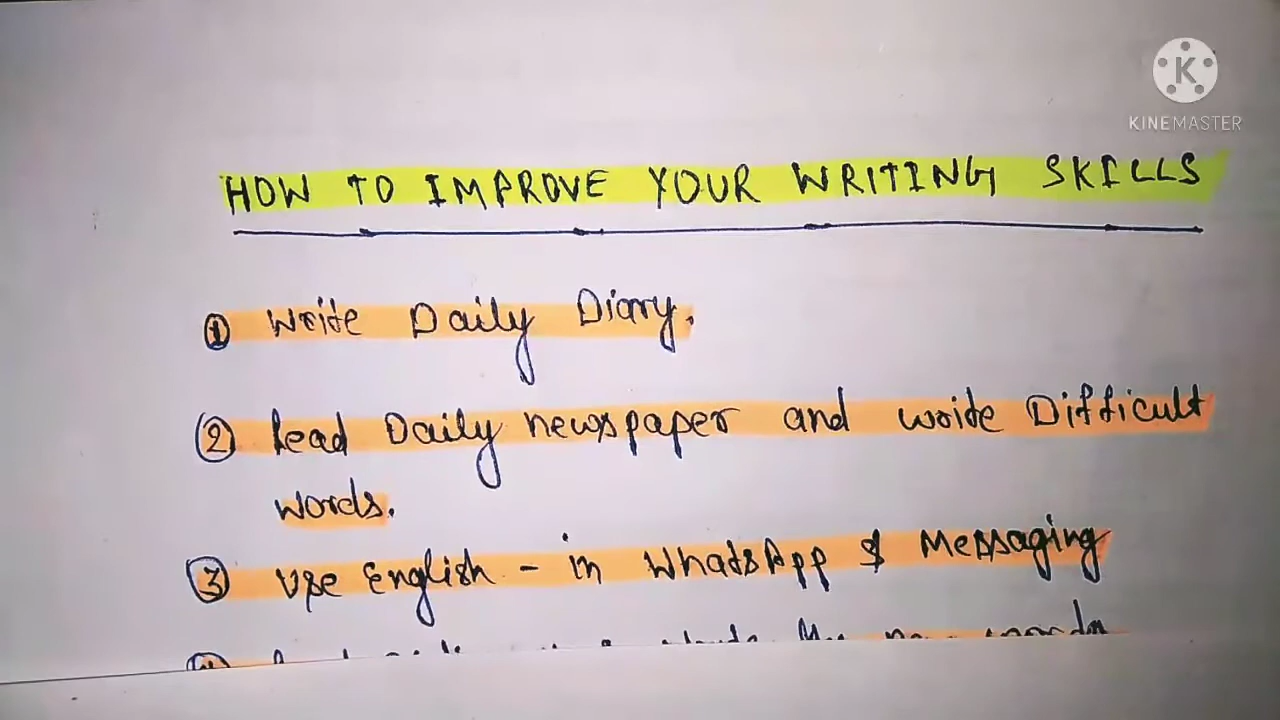 KINEMASTER
HOW TO IMPROVE YOUR WRITING SKILLS
① Write Daily Diary.
② Read Daily newspaper and write Difficult
words.
③ Use English - in WhatsApp & Messaging